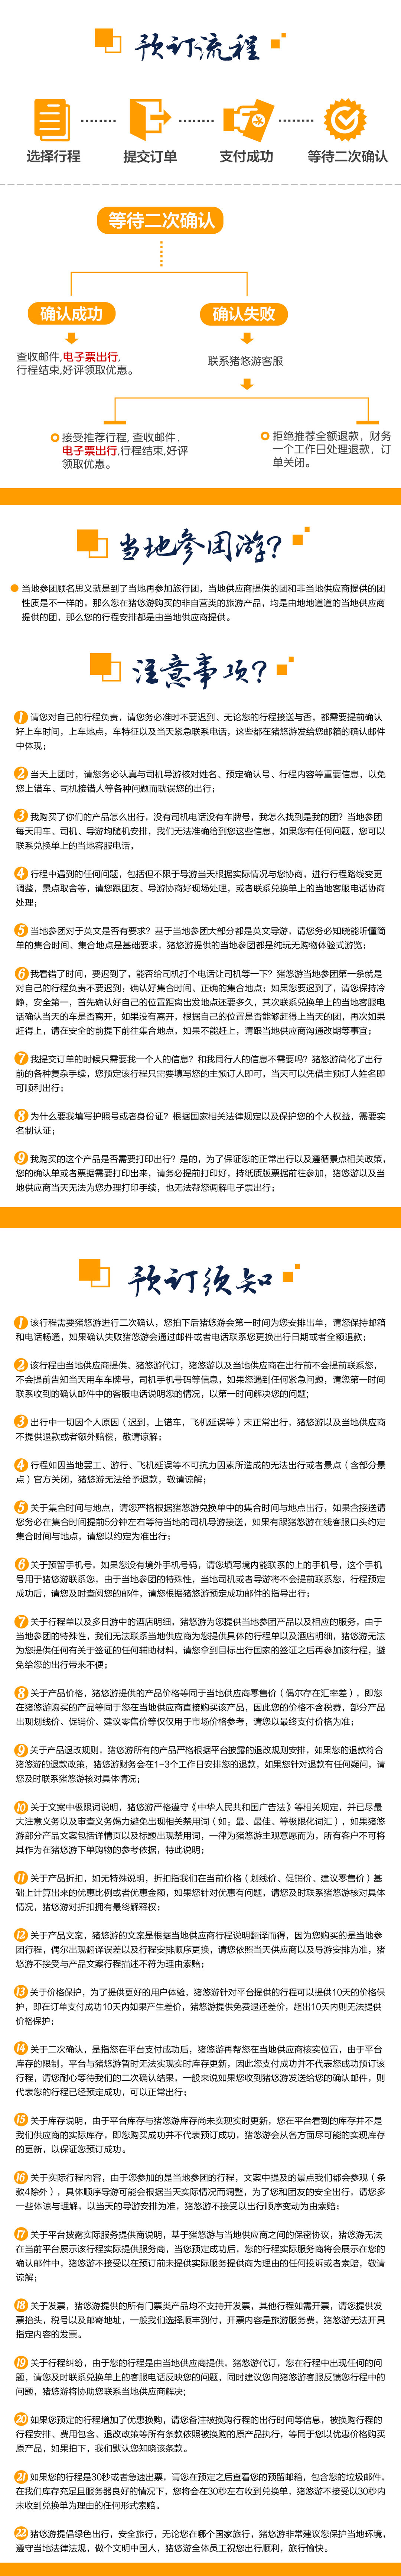 预订流程
选择行程
提交订单
支付成功
等待二次确认
等待二次确认
确认成功
确认失败
查收邮件,电子票出行,
行程结束,好评领取优惠。
联系猪悠游客服
接受推荐行程, 查收邮件，
电子票出行,行程结束,好评
领取优惠。
拒绝推荐全额退款，财务
一个工作日处理退款，订
单关闭。
当地参团游?
当地参团顾名思义就是到了当地再参加旅行团，当地供应商提供的团和非当地供应商提供的团
性质是不一样的，那么您在猪悠游购买的非自营类的旅游产品，均是由地地道道的当地供应商
提供的团，那么您的行程安排都是由当地供应商提供。
注意事项?
1 请您对自己的行程负责，请您务必准时不要迟到、无论您的行程接送与否，都需要提前确认
好上车时间，上车地点，车特征以及当天紧急联系电话，这些都在猪悠游发给您邮箱的确认邮件
中体现；
2 当天上团时，请您务必认真与司机导游核对姓名、预定确认号、行程内容等重要信息，以免
您上错车、司机接错人等各种问题而耽误您的出行；
3 我购买了你们的产品怎么出行，没有司机电话没有车牌号，我怎么找到是我的团？当地参团
每天用车、司机、导游均随机安排，我们无法准确给到您这些信息，如果您有任何问题，您可以
联系兑换单上的当地客服电话，
4 行程中遇到的任何问题，包括但不限于导游当天根据实际情况与您协商，进行行程路线变更
调整，景点取舍等，请您跟团友、导游协商好现场处理，或者联系兑换单上的当地客服电话协商
处理；
5 当地参团对于英文是否有要求？基于当地参团大部分都是英文导游，请您务必知晓能听懂简
单的集合时间、集合地点是基础要求，猪悠游提供的当地参团都是纯玩无购物体验式游览；
6 我看错了时间，要迟到了，能否给司机打个电话让司机等一下？猪悠游当地参团第一条就是
对自己的行程负责不要迟到；确认好集合时间、正确的集合地点；如果您要迟到了，请您保持冷
静，安全第一，首先确认好自己的位置距离出发地点还要多久，其次联系兑换单上的当地客服电
话确认当天的车是否离开，如果没有离开，根据自己的位置是否能够赶得上当天的团，再次如果
赶得上，请在安全的前提下前往集合地点，如果不能赶上，请跟当地供应商沟通改期等事宜；
7 我提交订单的时候只需要我一个人的信息？和我同行人的信息不需要吗？猪悠游简化了出行
前的各种复杂手续，您预定该行程只需要填写您的主预订人即可，当天可以凭借主预订人姓名即
可顺利出行；
8 为什么要我填写护照号或者身份证？根据国家相关法律规定以及保护您的个人权益，需要实
名制认证；
9 我购买的这个产品是否需要打印出行？是的，为了保证您的正常出行以及遵循景点相关政策，
您的确认单或者票据需要打印出来，请务必提前打印好，持纸质版票据前往参加，猪悠游以及当
地供应商当天无法为您办理打印手续，也无法帮您调解电子票出行；
预订须知
1 该行程需要猪悠游进行二次确认，您拍下后猪悠游会第一时间为您安排出单，请您保持邮箱
和电话畅通，如果确认失败猪悠游会通过邮件或者电话联系您更换出行日期或者全额退款；
2 该行程由当地供应商提供、猪悠游代订，猪悠游以及当地供应商在出行前不会提前联系您，
不会提前告知当天用车车牌号，司机手机号码等信息，如果您遇到任何紧急问题，请您第一时间
联系收到的确认邮件中的客服电话说明您的情况，以第一时间解决您的问题；
3 出行中一切因个人原因（迟到，上错车，飞机延误等）未正常出行，猪悠游以及当地供应商
不提供退款或者额外赔偿，敬请谅解；
4 行程如因当地罢工、游行、飞机延误等不可抗力因素所造成的无法出行或者景点（含部分景
点）官方关闭，猪悠游无法给予退款，敬请谅解；
5 关于集合时间与地点，请您严格根据猪悠游兑换单中的集合时间与地点出行，如果含接送请
您务必在集合时间提前5分钟左右等待当地的司机导游接送，如果有跟猪悠游在线客服口头约定
集合时间与地点，请您以约定为准出行；
6 关于预留手机号，如果您没有境外手机号码，请您填写境内能联系的上的手机号，这个手机
号用于猪悠游联系您，由于当地参团的特殊性，当地司机或者导游将不会提前联系您，行程预定
成功后，请您及时查阅您的邮件，请您根据猪悠游预定成功邮件的指导出行；
7 关于行程单以及多日游中的酒店明细，猪悠游为您提供当地参团产品以及相应的服务，由于
当地参团的特殊性，我们无法联系当地供应商为您提供具体的行程单以及酒店明细，猪悠游无法
为您提供任何有关于签证的任何辅助材料，请您拿到目标出行国家的签证之后再参加该行程，避
免给您的出行带来不便；
8 关于产品价格，猪悠游提供的产品价格等同于当地供应商零售价（偶尔存在汇率差），即您
在猪悠游购买的产品等同于您在当地供应商直接购买该产品，因此您的价格不含税费，部分产品
出现划线价、促销价、建议零售价等仅仅用于市场价格参考，请您以最终支付价格为准；
9 关于产品退改规则，猪悠游所有的产品严格根据平台披露的退改规则安排，如果您的退款符合
猪悠游的退款政策，猪悠游财务会在1-3个工作日安排您的退款，如果您针对退款有任何疑问，请
您及时联系猪悠游核对具体情况；
10 关于文案中极限词说明，猪悠游严格遵守《中华人民共和国广告法》等相关规定，并已尽最
大注意义务以及审查义务竭力避免出现相关禁用词（如；最、最佳、等极限化词汇），如果猪悠
游部分产品文案包括详情页以及标题出现禁用词，一律为猪悠游主观意愿而为，所有客户不可将
其作为在猪悠游下单购物的参考依据，特此说明；
11 关于产品折扣，如无特殊说明，折扣指我们在当前价格（划线价、促销价、建议零售价）基
础上计算出来的优惠比例或者优惠金额，如果您针对优惠有问题，请您及时联系猪悠游核对具体
情况，猪悠游对折扣拥有最终解释权；
12 关于产品文案，猪悠游的文案是根据当地供应商行程说明翻译而得，因为您购买的是当地参
团行程，偶尔出现翻译误差以及行程安排顺序更换，请您依照当天供应商以及导游安排为准，猪
悠游不接受与产品文案行程描述不符为理由索赔；
13 关于价格保护，为了提供更好的用户体验，猪悠游针对平台提供的行程可以提供10天的价格保
护，即在订单支付成功10天内如果产生差价，猪悠游提供免费退还差价，超出10天内则无法提供
价格保护；
14 关于二次确认，是指您在平台支付成功后，猪悠游再帮您在当地供应商核实位置，由于平台
库存的限制，平台与猪悠游暂时无法实现实时库存更新，因此您支付成功并不代表您成功预订该
行程，请您耐心等待我们的二次确认结果，一般来说如果您收到猪悠游发送给您的确认邮件，则
代表您的行程已经预定成功，可以正常出行；
15 关于库存说明，由于平台库存与猪悠游库存尚未实现实时更新，您在平台看到的库存并不是
我们供应商的实际库存，即您购买成功并不代表预订成功，猪悠游会从各方面尽可能的实现库存
的更新，以保证您预订成功。
16 关于实际行程内容，由于您参加的是当地参团的行程，文案中提及的景点我们都会参观（条
款4除外），具体顺序导游可能会根据当天实际情况而调整，为了您和团友的安全出行，请您多
一些体谅与理解，以当天的导游安排为准，猪悠游不接受以出行顺序变动为由索赔；
17 关于平台披露实际服务提供商说明，基于猪悠游与当地供应商之间的保密协议，猪悠游无法
在当前平台展示该行程实际提供服务商，当您预定成功后，您的行程实际服务商将会展示在您的
确认邮件中，猪悠游不接受在预订前未提供实际服务提供商为理由的任何投诉或者索赔，敬请
谅解；
18 关于发票，猪悠游提供的所有门票类产品均不支持开发票，其他行程如需开票，请您提供发
票抬头，税号以及邮寄地址，一般我们选择顺丰到付，开票内容是旅游服务费，猪悠游无法开具
指定内容的发票。
19 关于行程纠纷，由于您的行程是由当地供应商提供，猪悠游代订，您在行程中出现任何的问
题，请您及时联系兑换单上的客服电话反映您的问题，同时建议您向猪悠游客服反馈您行程中的
问题，猪悠游将协助您联系当地供应商解决；
20 如果您预定的行程增加了优惠换购，请您备注被换购行程的出行时间等信息，被换购行程的
行程安排、费用包含、退改政策等所有条款依照被换购的原产品执行，等同于您以优惠价格购买
原产品，如果拍下，我们默认您知晓该条款。
21 如果您的行程是30秒或者急速出票，请您在预定之后查看您的预留邮箱，包含您的垃圾邮件，
在我们库存充足且服务器良好的情况下，您将会在30秒左右收到兑换单，猪悠游不接受以30秒内
未收到兑换单为理由的任何形式索赔。
22 猪悠游提倡绿色出行，安全旅行，无论您在哪个国家旅行，猪悠游非常建议您保护当地环境，
遵守当地法律法规，做个文明中国人，猪悠游全体员工祝您出行顺利，旅行愉快。